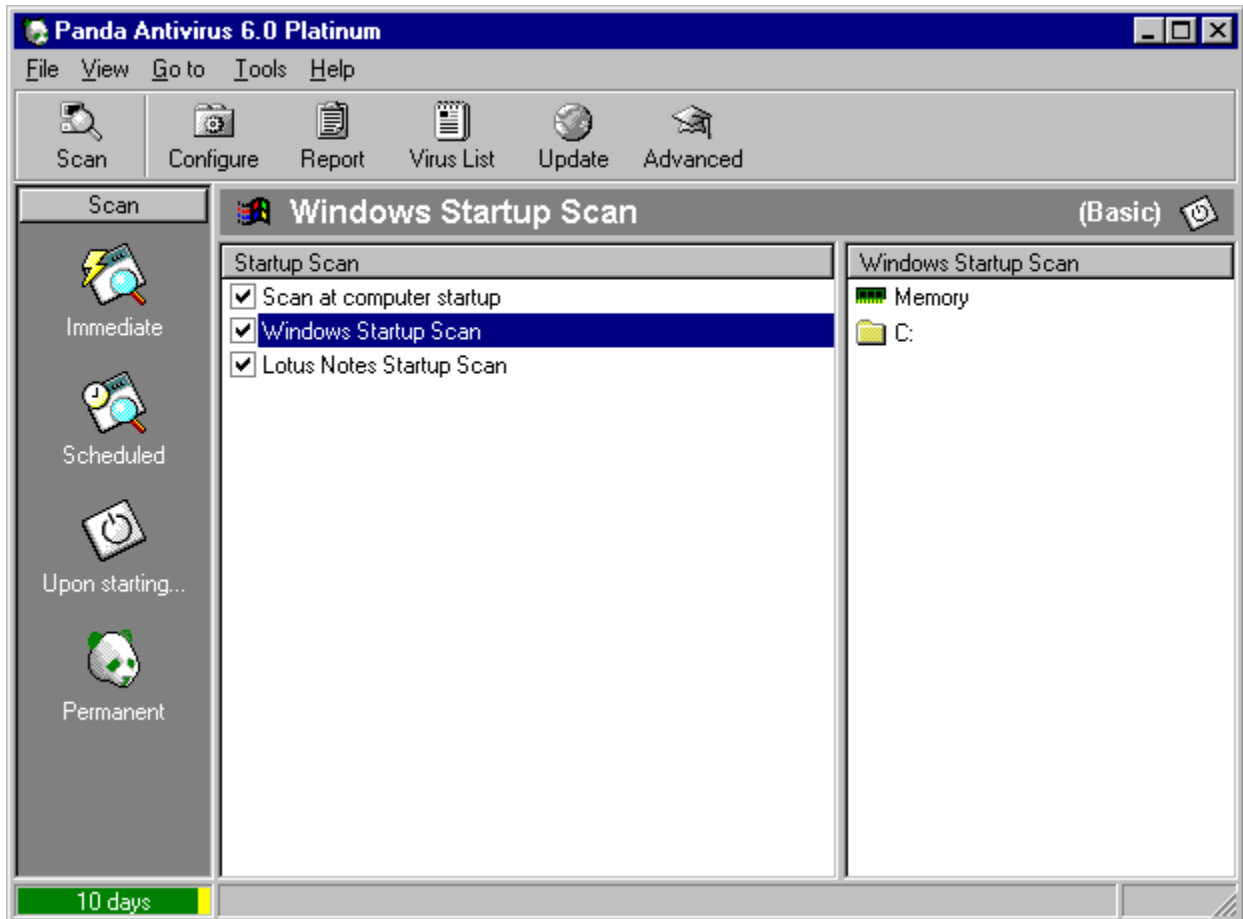 Panda Antivirus 6.0 Platinum
File View Go to Tools Help
Scan Configure Report Virus List Update Advanced
Scan
Windows Startup Scan (Basic)
Immediate
Scheduled
Upon starting...
Permanent
Startup Scan
Scan at computer startup
Windows Startup Scan
Lotus Notes Startup Scan
Windows Startup Scan
Memory
C:
10 days